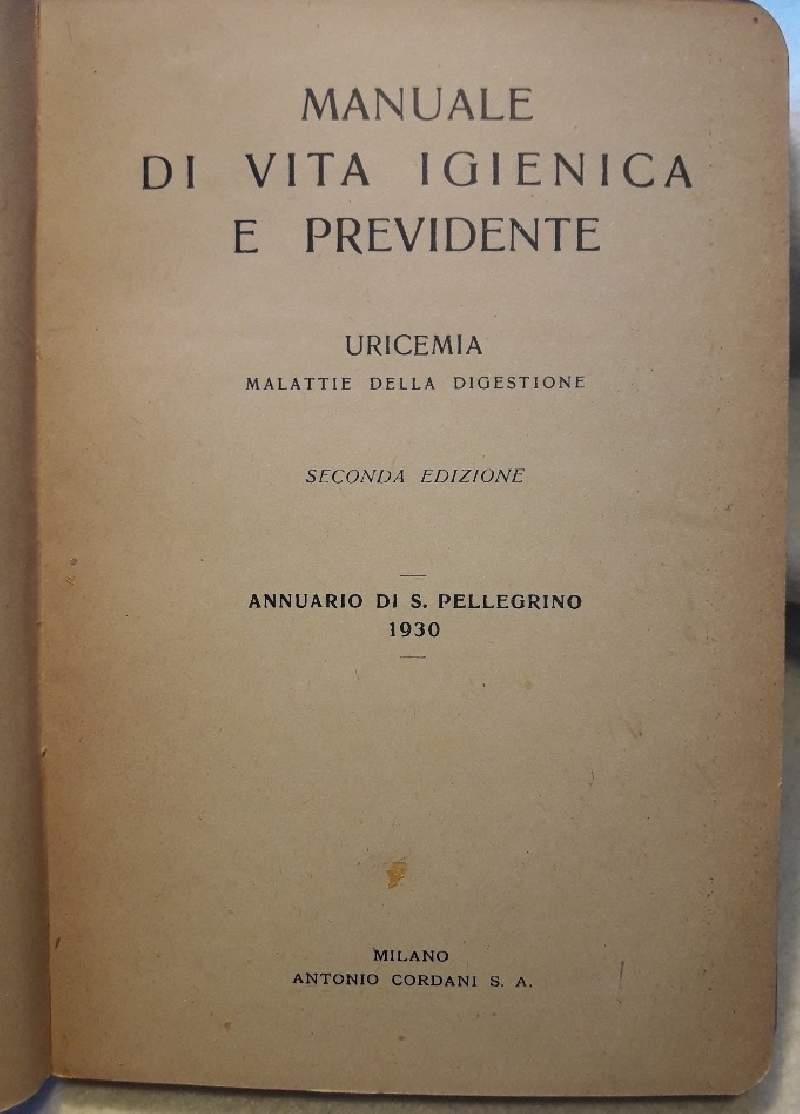 MANUALE
DI VITA IGIENICA
E PREVIDENTE
URICEMIA
MALATTIE DELLA DIGESTIONE
SECONDA EDIZIONE
ANNUARIO DI S. PELLEGRINO
1930
MILANO
ANTONIO CORDANI S. A.